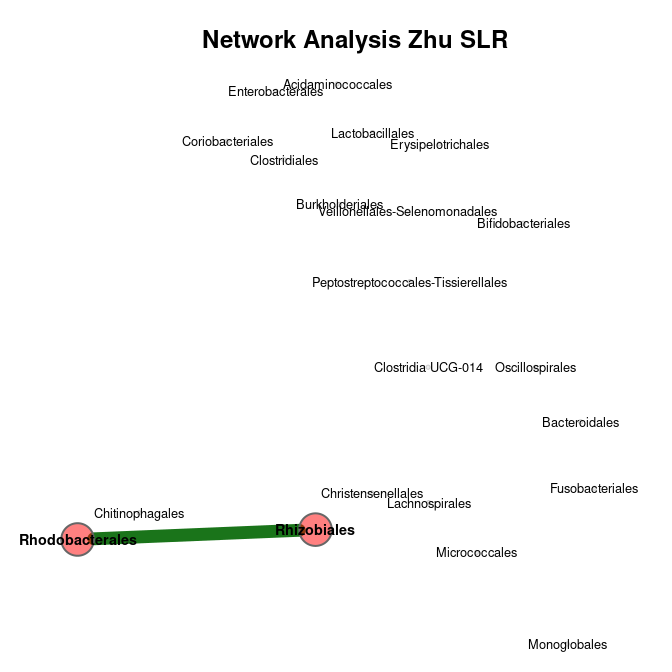 Network Analysis Zhu SLR
Acidaminococcales
Enterobacterales
Lactobacillales
Coriobacteriales
Erysipelotrichales
Clostridiales
Burkholderiales
Veillonellales-Selenomonadales
Bifidobacteriales
Peptostreptococcales-Tissierellales
Clostridia UCG-014
Oscillospirales
Bacteroidales
Fusobacteriales
Christensenellales
Lachnospirales
Chitinophagales
Rhizobiales
Rhodobacterales
Micrococcales
Monoglobales